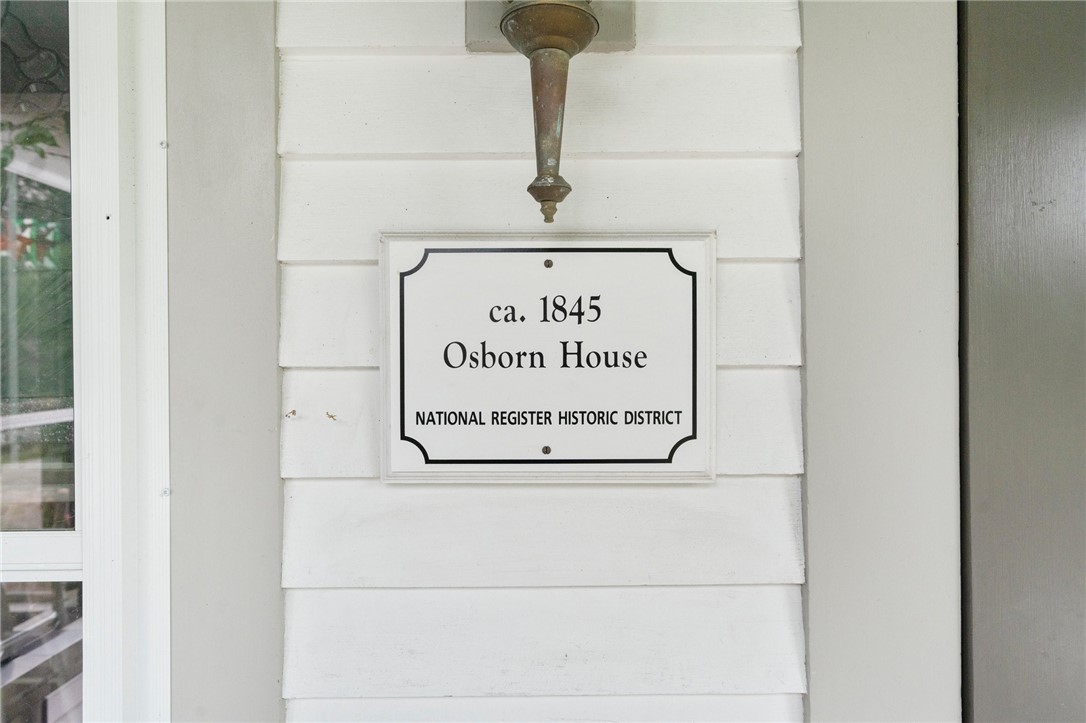 ca. 1845
Osborn House
NATIONAL REGISTER HISTORIC DISTRICT